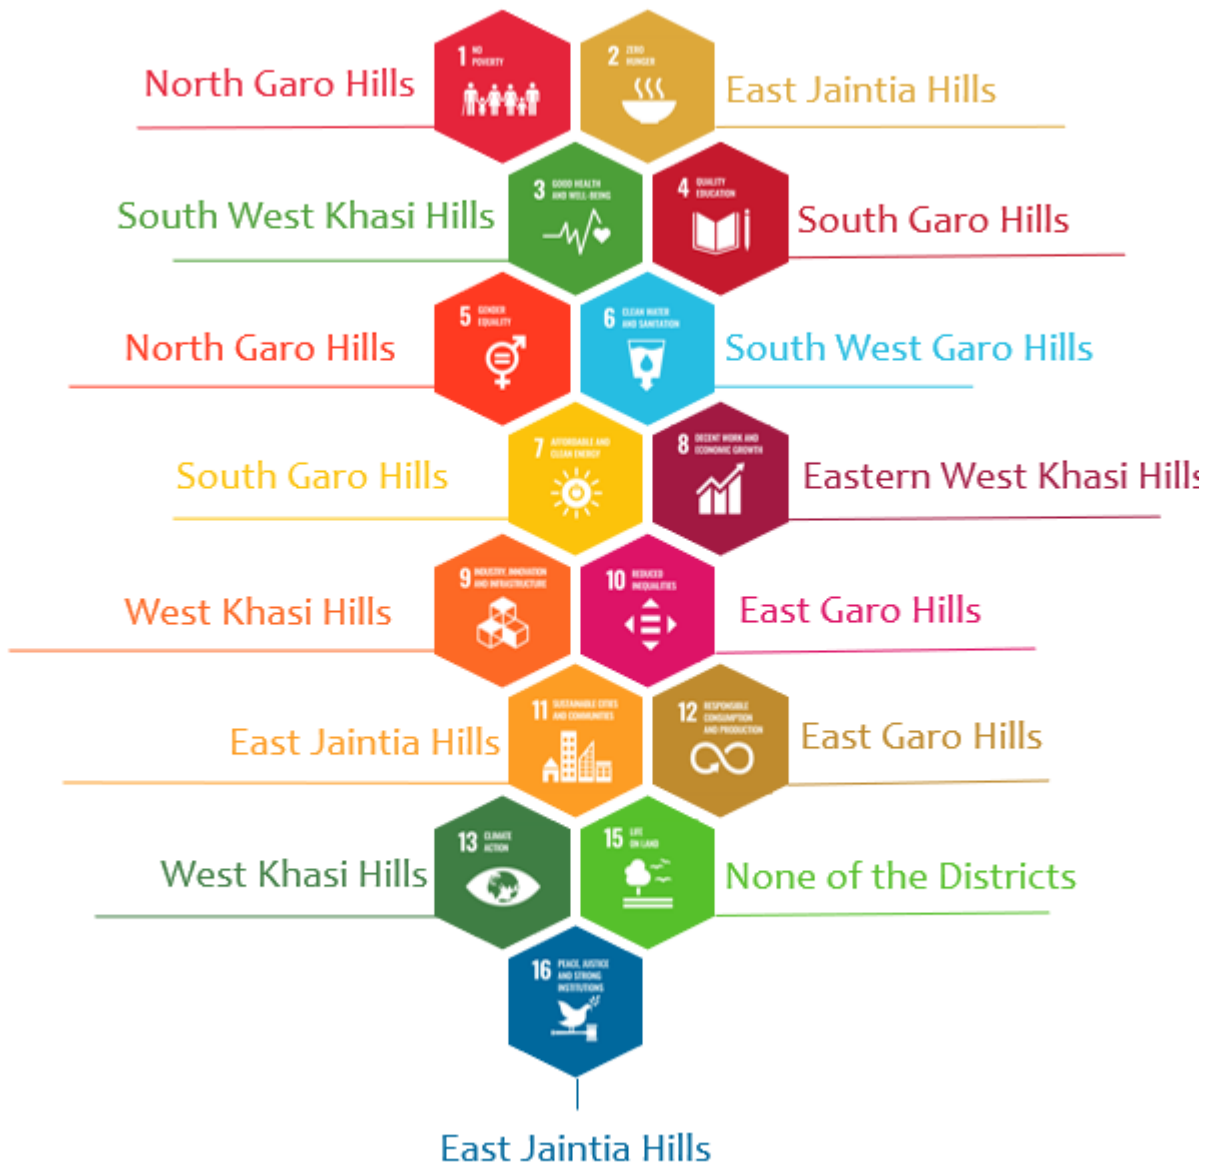 1 NO
POVERTY
North Garo Hills
2 ZERO
HUNGER
East Jaintia Hills
3 GOOD HEALTH
AND WELL-BEING
South West Khasi Hills
4 QUALITY
EDUCATION
South Garo Hills
5 GENDER
EQUALITY
North Garo Hills
6 CLEAN WATER
AND SANITATION
South West Garo Hills
7 AFFORDABLE AND
CLEAN ENERGY
South Garo Hills
8 DECENT WORK AND
ECONOMIC GROWTH
Eastern West Khasi Hills
9 INDUSTRY, INNOVATION
AND INFRASTRUCTURE
West Khasi Hills
10 REDUCED
INEQUALITIES
East Garo Hills
11 SUSTAINABLE CITIES
AND COMMUNITIES
East Jaintia Hills
12 RESPONSIBLE
CONSUMPTION
AND PRODUCTION
East Garo Hills
13 CLIMATE
ACTION
West Khasi Hills
15 LIFE
ON LAND
None of the Districts
16 PEACE, JUSTICE
AND STRONG
INSTITUTIONS
East Jaintia Hills